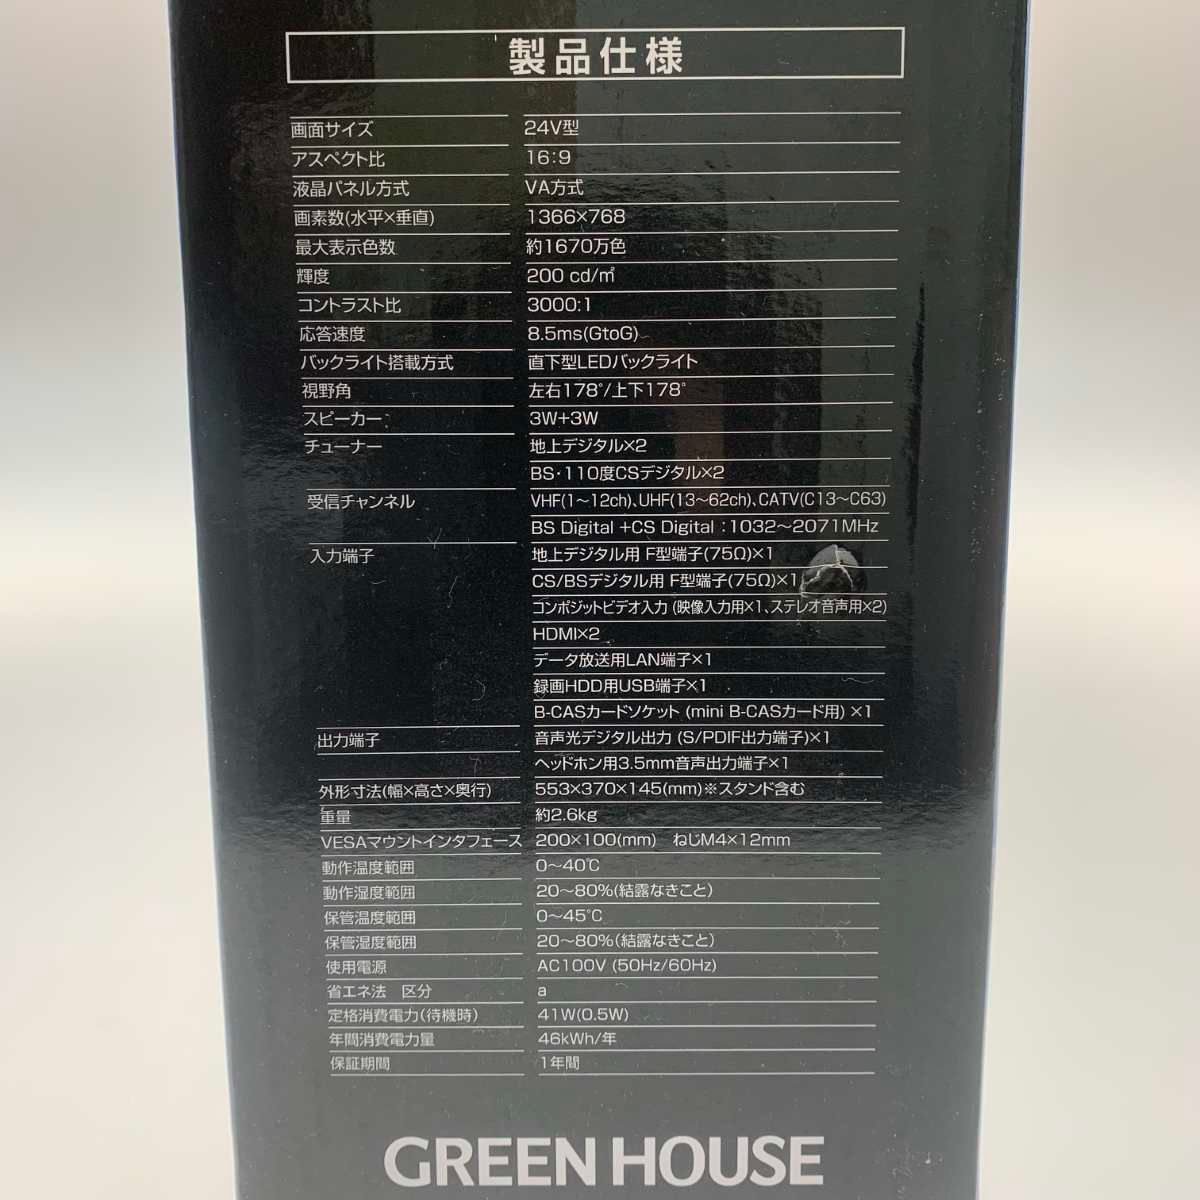 製品仕様
画面サイズ 24V型
アスペクト比 16:9
液晶パネル方式 VA方式
画素数(水平×垂直) 1366×768
最大表示色数 約1670万色
輝度 200 cd/㎡
コントラスト比 3000:1
応答速度 8.5ms(GtoG)
バックライト搭載方式 直下型LEDバックライト
視野角 左右178°/上下178°
スピーカー 3W+3W
チューナー 地上デジタル×2
BS・110度CSデジタル×2
受信チャンネル VHF(1～12ch)、UHF(13～62ch)、CATV(C13～C63)
BS Digital +CS Digital：1032～2071MHz
入力端子 地上デジタル用 F型端子(75Ω)×1
CS/BSデジタル用 F型端子(75Ω)×1
コンポジットビデオ入力 (映像入力用×1、ステレオ音声用×2)
HDMI×2
データ放送用LAN端子×1
録画HDD用USB端子×1
B-CASカードソケット (mini B-CASカード用) ×1
出力端子 音声光デジタル出力 (S/PDIF出力端子)×1
ヘッドホン用3.5mm音声出力端子×1
外形寸法(幅×高さ×奥行) 553×370×145(mm)※スタンド含む
重量 約2.6kg
VESAマウントインタフェース 200×100(mm) ねじM4×12mm
動作温度範囲 0～40℃
動作湿度範囲 20～80%(結露なきこと)
保管温度範囲 0～45℃
保管湿度範囲 20～80%(結露なきこと)
使用電源 AC100V (50Hz/60Hz)
省エネ法 区分 a
定格消費電力(待機時) 41W(0.5W)
年間消費電力量 46kWh/年
保証期間 1年間
GREEN HOUSE